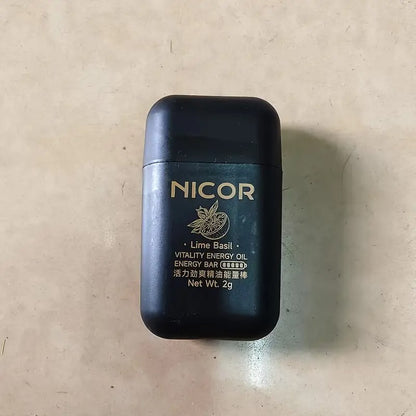 NICOR
· Lime Basil ·
VITALITY ENERGY OIL
ENERGY BAR
活力劲爽精油能量棒
Net Wt. 2g